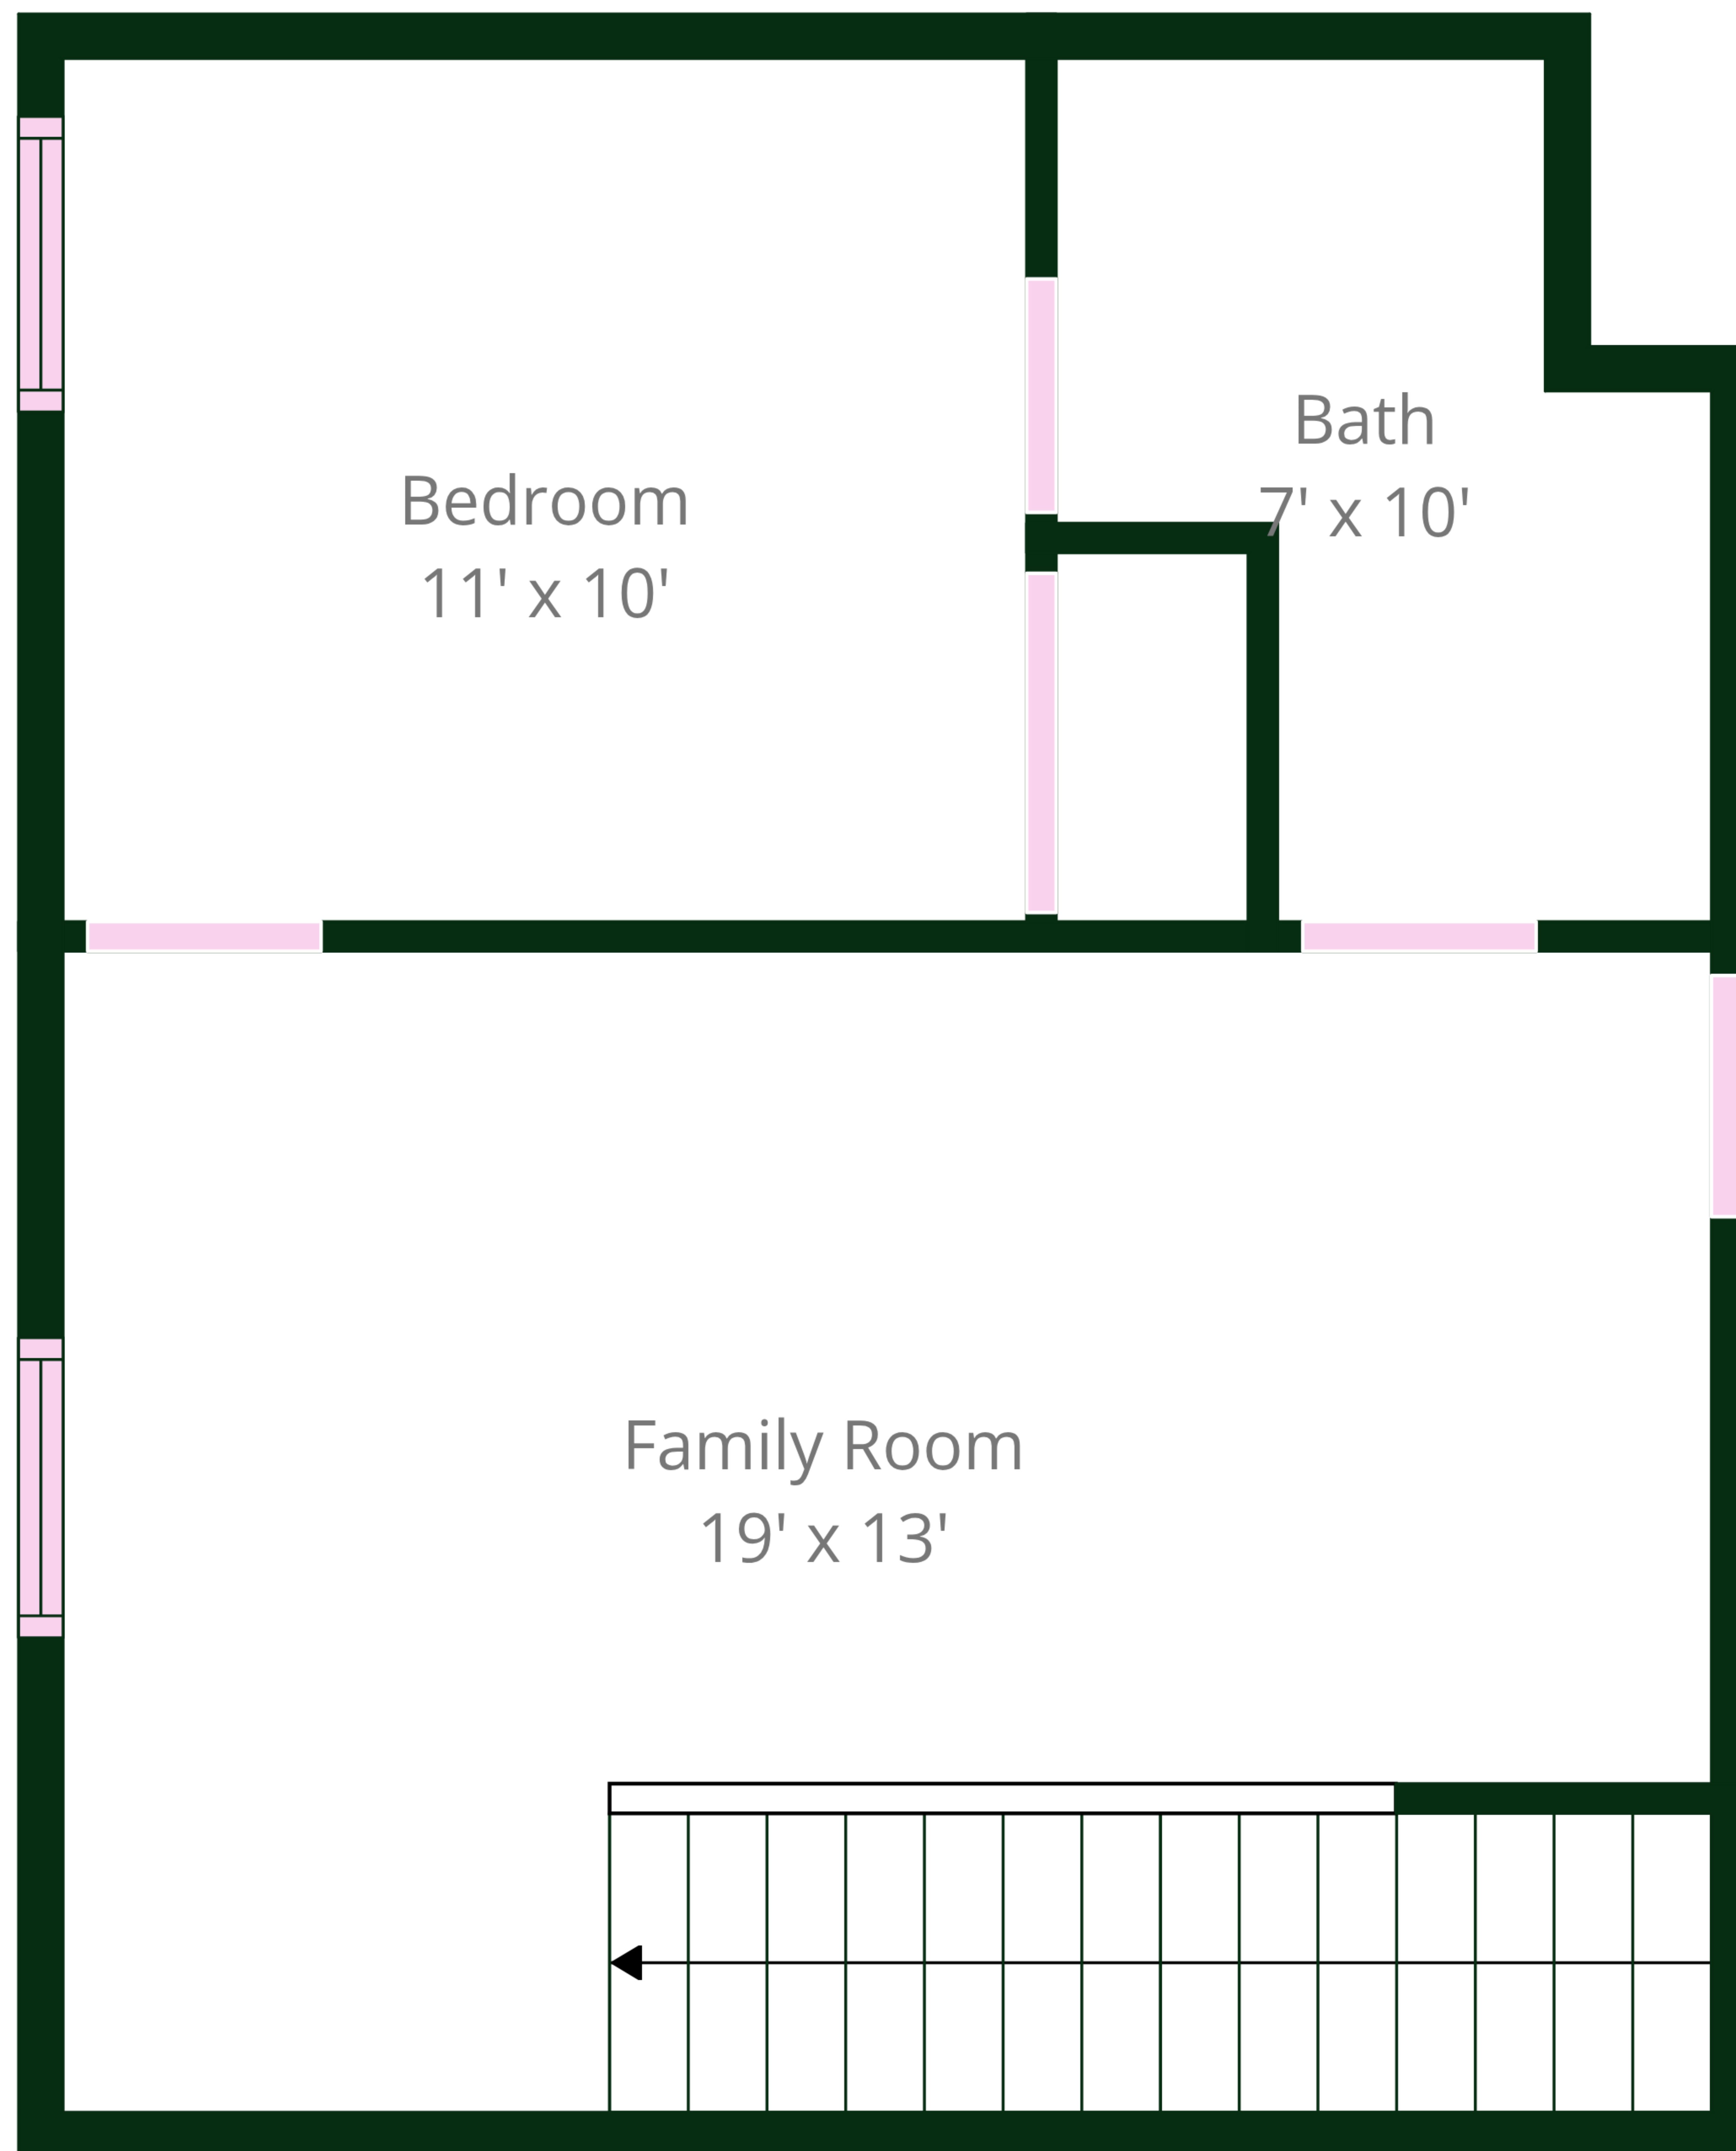 Bath
7' x 10'
Bedroom
11' x 10'
Family Room
19' x 13'